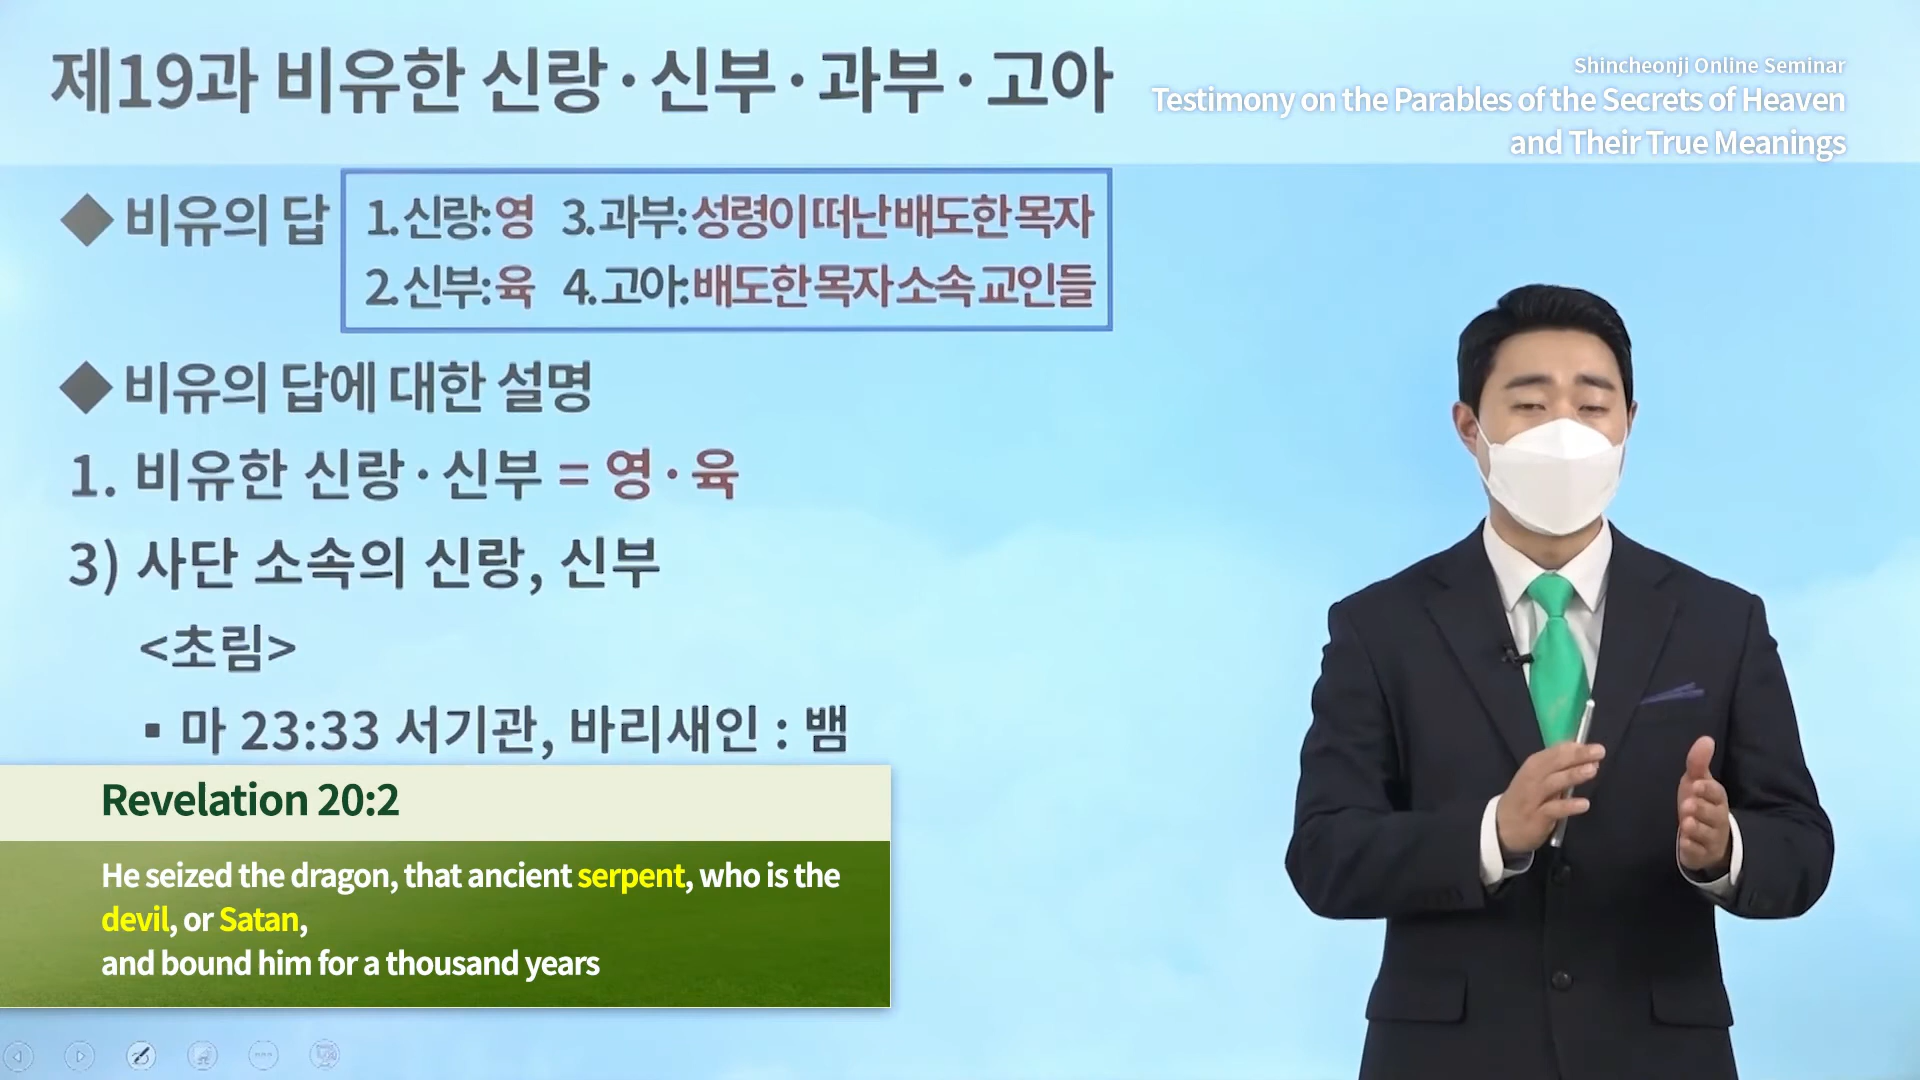 제19과 비유한 신랑·신부·과부·고아
Shincheonji Online Seminar
Testimony on the Parables of the Secrets of Heaven
and Their True Meanings
◆ 비유의 답
1. 신랑: 영 3. 과부: 성령이 떠난 배도한 목자
2. 신부: 육 4. 고아: 배도한 목자 소속 교인들
◆ 비유의 답에 대한 설명
1. 비유한 신랑·신부 = 영·육
3) 사단 소속의 신랑, 신부
<초림>
▪ 마 23:33 서기관, 바리새인 : 뱀
Revelation 20:2
He seized the dragon, that ancient serpent, who is the
devil, or Satan,
and bound him for a thousand years